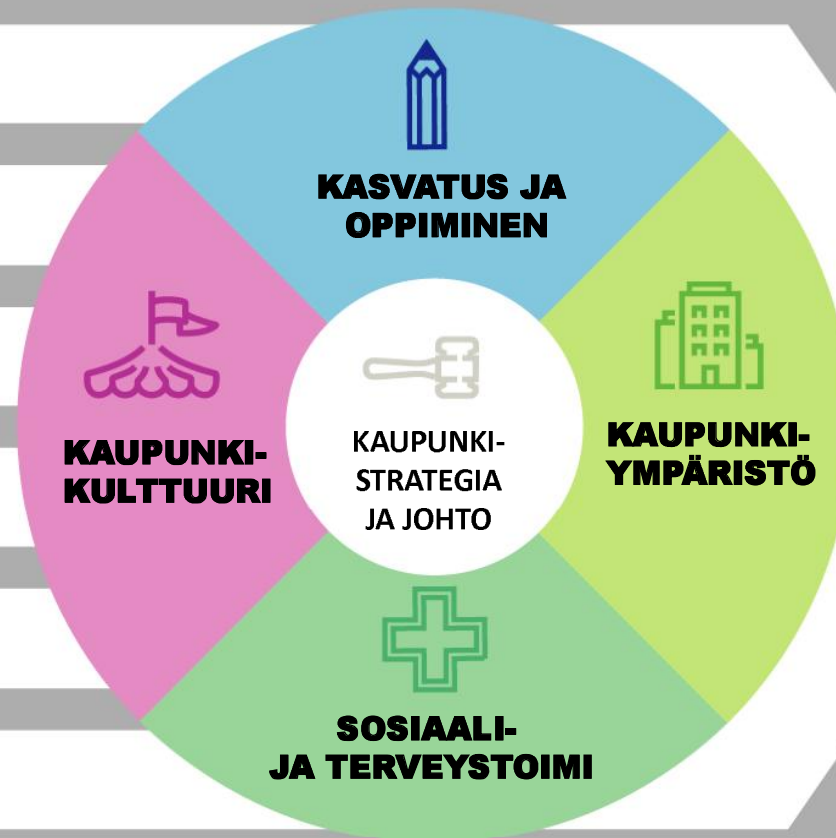 KASVATUS JA
OPPIMINEN
KAUPUNKI-
KULTTUURI
KAUPUNKI-
STRATEGIA
JA JOHTO
KAUPUNKI-
YMPÄRISTÖ
SOSIAALI-
JA TERVEYSTOIMI